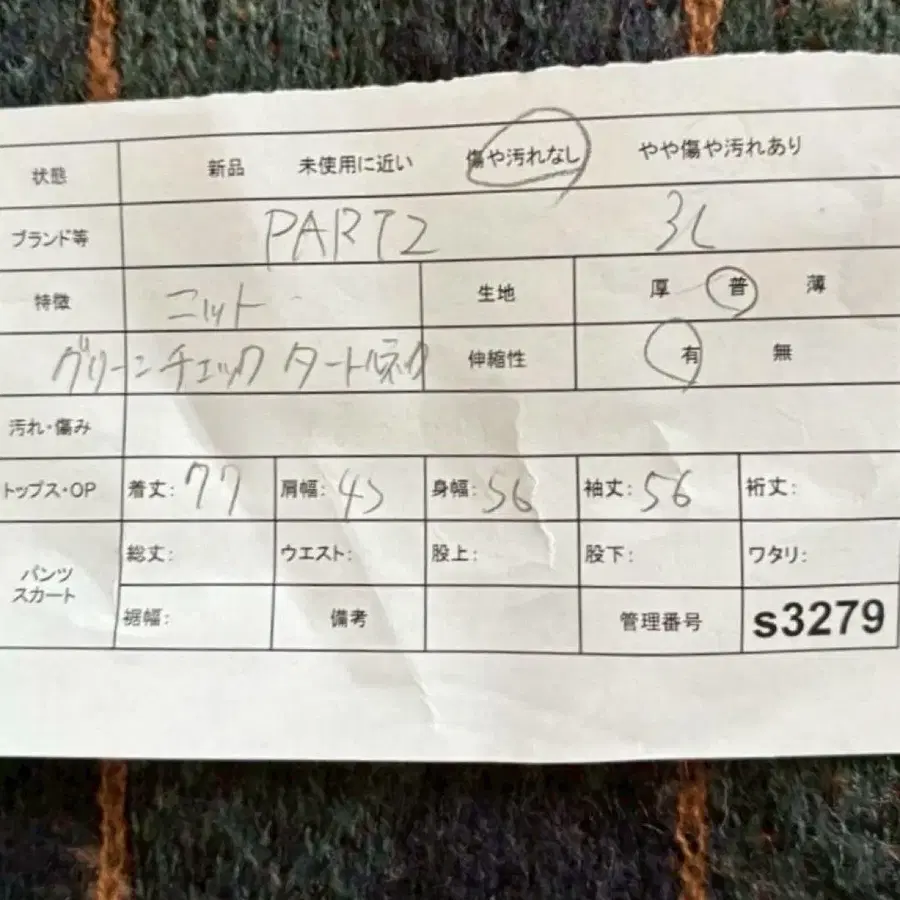 状態 新品 未使用に近い 傷や汚れなし やや傷や汚れあり
ブランド等 PART2 3L
特徴 ニット 生地 厚 普 薄
グリーンチェック タートルネック 伸縮性 有 無
汚れ・傷み
トップス・OP 着丈: 77 肩幅: 45 身幅: 56 袖丈: 56 裄丈:
パンツ スカート 総丈: ウエスト: 股上: 股下: ワタリ:
裾幅: 備考 管理番号 s3279